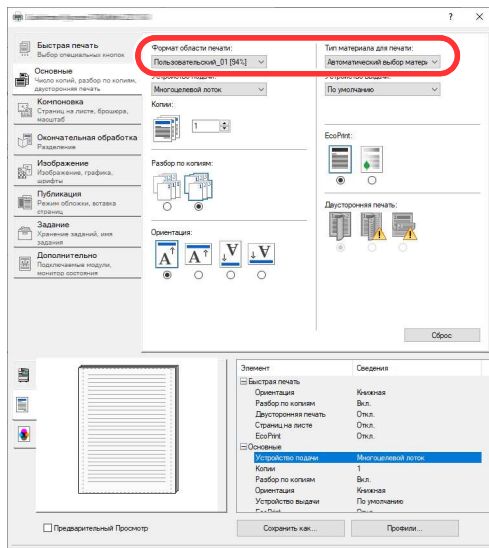 ? X
Быстрая печать
Выбор специальных кнопок
Основные
Число копий, разбор по копиям,
двусторонняя печать
Компоновка
Страниц на листе, брошюра,
масштаб
Окончательная обработка
Разделение
Изображение
Изображение, графика,
шрифты
Публикация
Режим обложки, вставка
страниц
Задание
Хранение заданий, имя
задания
Дополнительно
Подключаемые модули,
монитор состояния
Формат области печати:
Пользовательский_01 [94%]
Многоцелевой лоток
Копии:
1
Разбор по копиям:
Ориентация:
Тип материала для печати:
Автоматический выбор матери
По умолчанию
EcoPrint:
Двусторонняя печать:
Сброс
Элемент Сведения
Быстрая печать
Ориентация Книжная
Разбор по копиям Вкл.
Двусторонняя печать Откл.
Страниц на листе Откл.
EcoPrint Откл.
Основные
Устройство подачи Многоцелевой лоток
Копии 1
Разбор по копиям Вкл.
Ориентация Книжная
Устройство выдачи По умолчанию
Предварительный Просмотр
Сохранить как...
Профили...